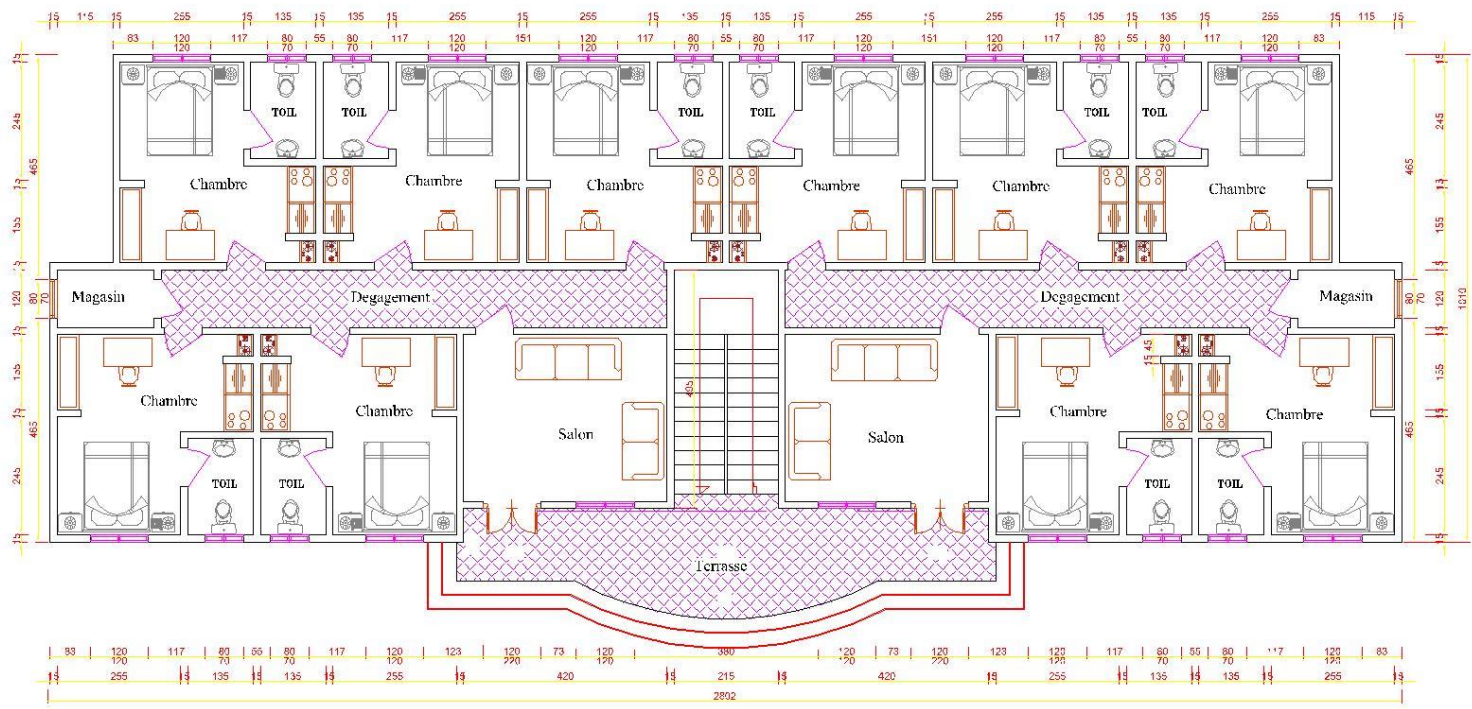 15 115 15 255 15 135 15 135 15 255 15 255 15 135 15 135 15 255 15 255 15 135 15 135 15 255 15 115 15
83 120 117 80 55 80 117 120 151 120 117 80 55 80 117 120 151 120 117 80 55 80 117 120 83
120 70 70 120 120 70 70 120 120 70 70 120
TOIL TOIL TOIL TOIL TOIL TOIL
Chambre Chambre Chambre Chambre Chambre Chambre
15 245 15 155 15 120 15 135 15 245 15
465 465
80 70
Magasin Degagement Degagement Magasin
80 70
15 245 15 155 15 120 15 135 15 245 15
465 465
1010
495
15 45
Chambre Chambre Salon Salon Chambre Chambre
TOIL TOIL TOIL TOIL
Terrasse
120 117 80 80 117 120 123 120 73 120 380 120 73 120 123 120 117 80 55 80 117 120 83
120 70 70 120 220 120 120 220 120 70 70 120
15 255 15 135 15 135 15 255 15 420 15 215 15 420 15 255 15 135 15 135 15 255 15